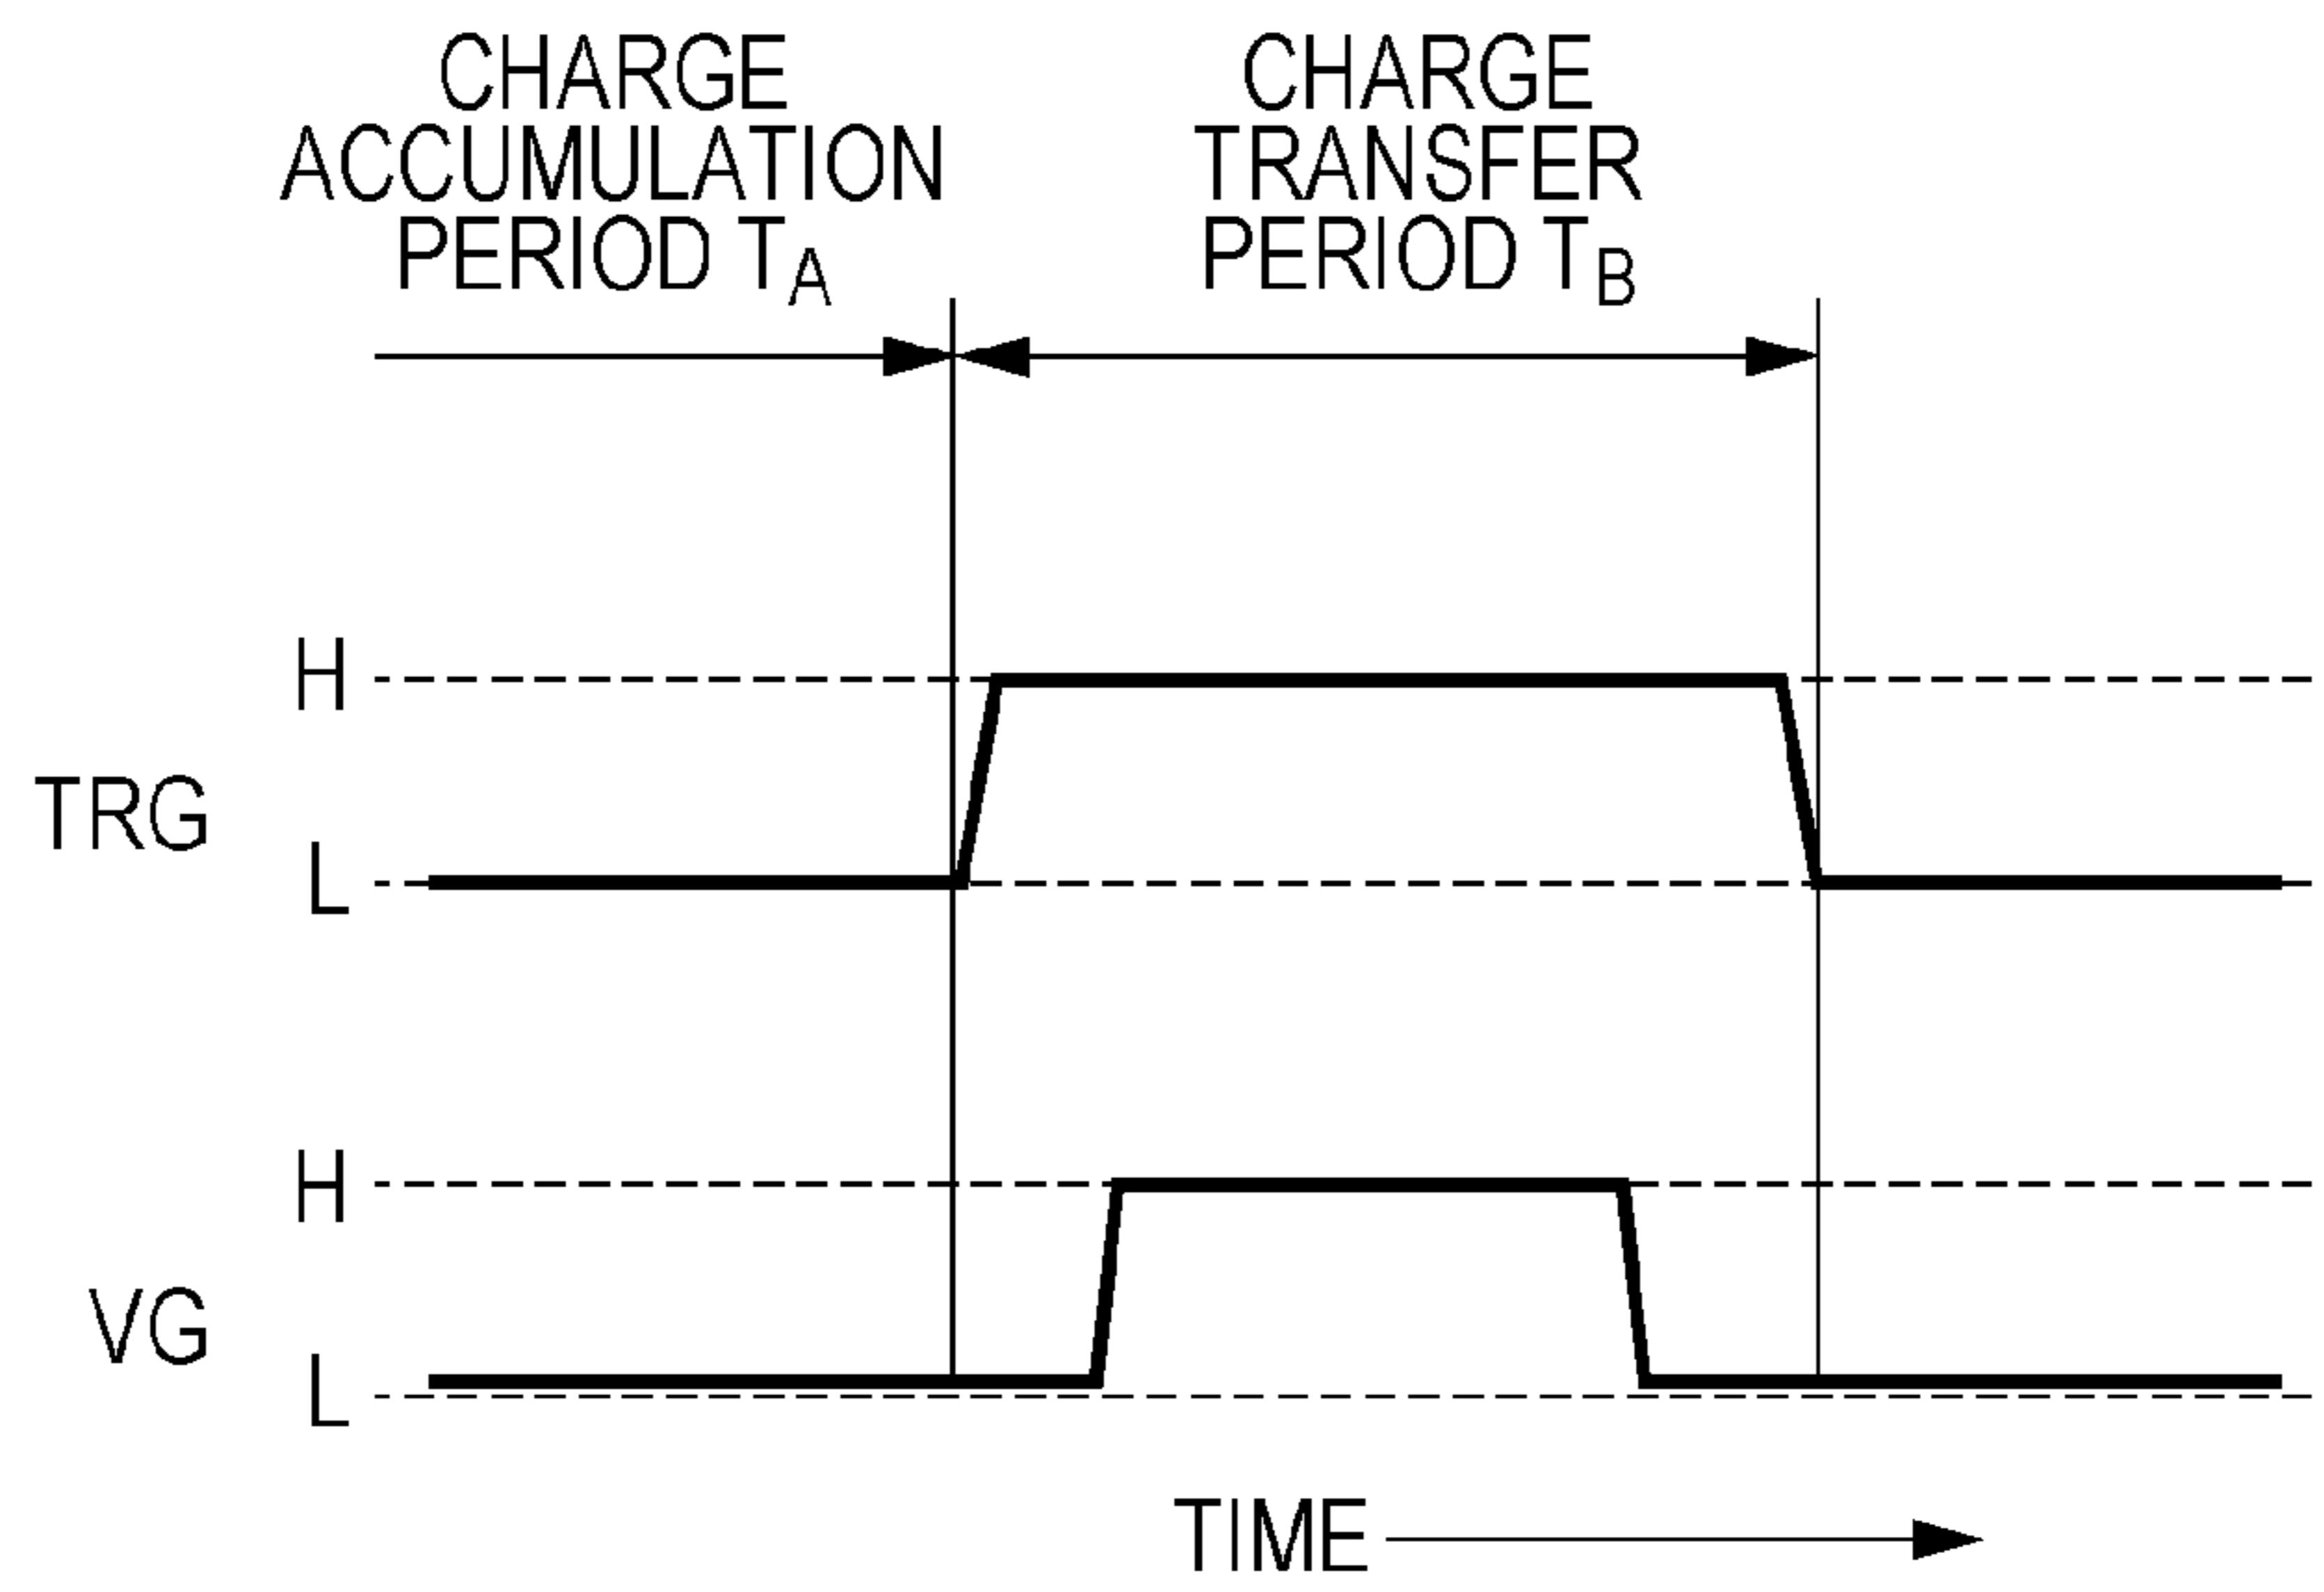 CHARGE
ACCUMULATION
PERIOD TA
CHARGE
TRANSFER
PERIOD TB
H
TRG
L
H
VG
L
TIME